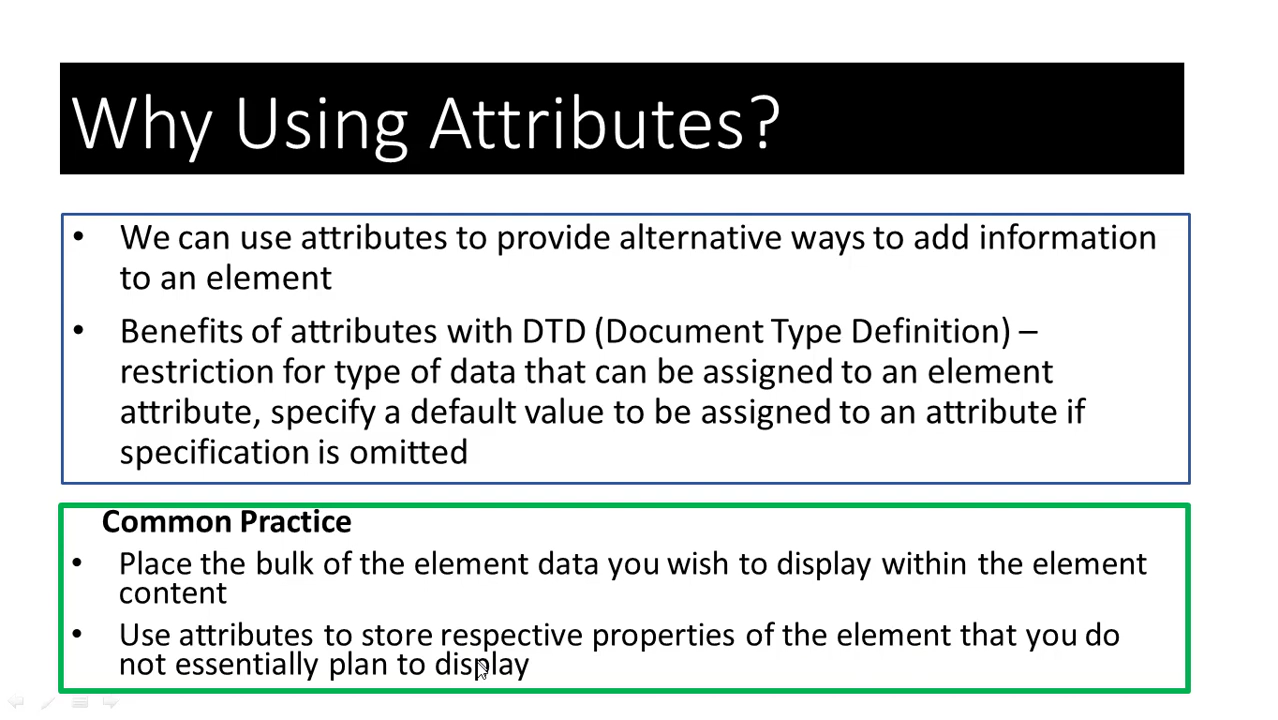 Why Using Attributes?
• We can use attributes to provide alternative ways to add information
to an element
• Benefits of attributes with DTD (Document Type Definition) –
restriction for type of data that can be assigned to an element
attribute, specify a default value to be assigned to an attribute if
specification is omitted
Common Practice
• Place the bulk of the element data you wish to display within the element
content
• Use attributes to store respective properties of the element that you do
not essentially plan to display